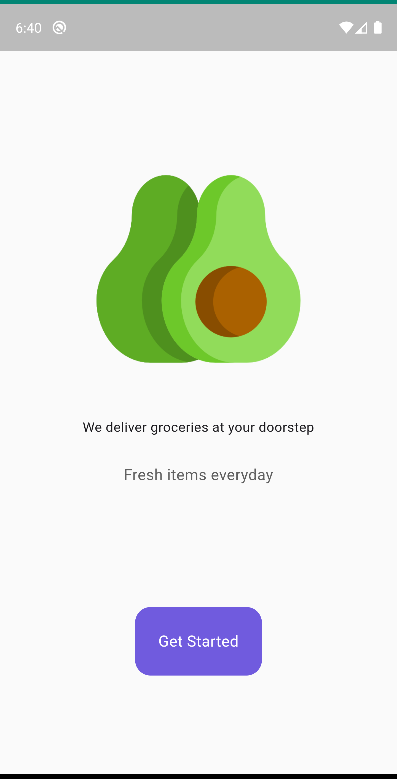 6:40
We deliver groceries at your doorstep
Fresh items everyday
Get Started